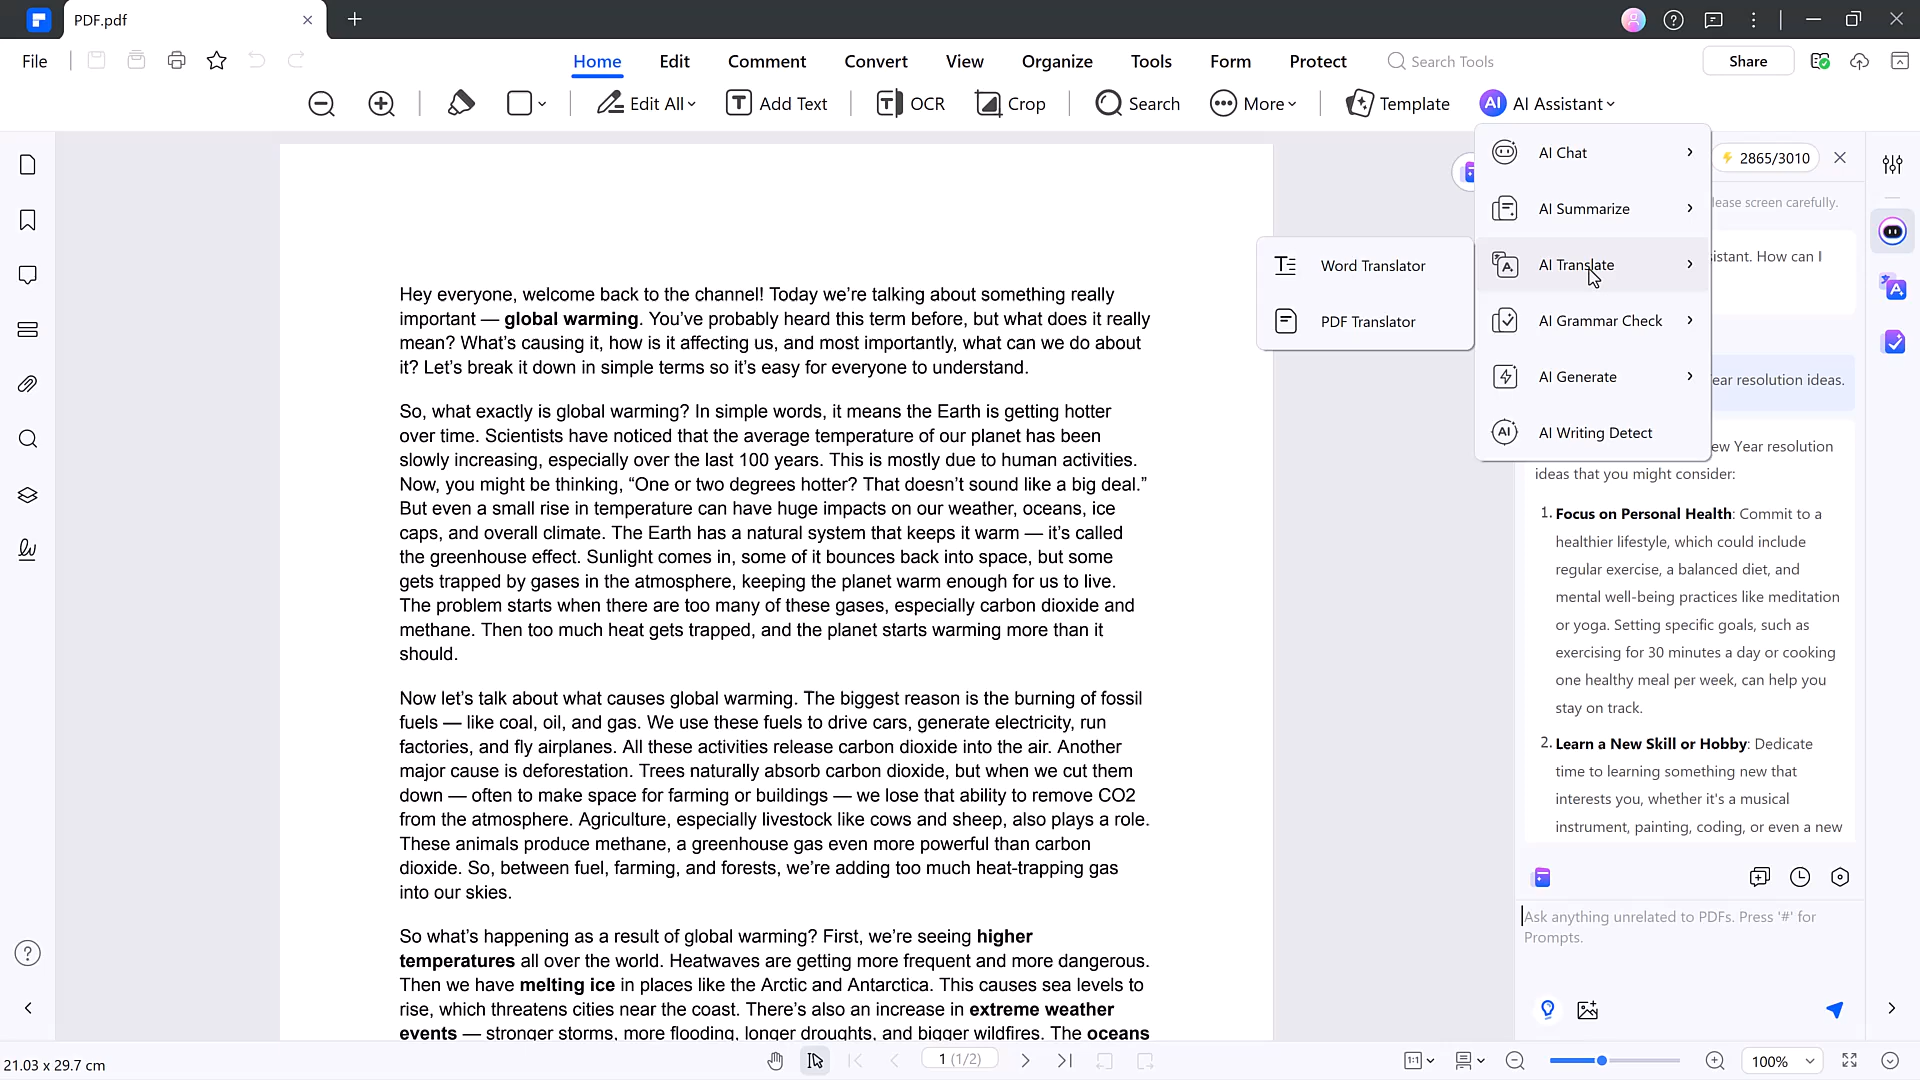 PDF.pdf
File
Home
Edit
Comment
Convert
View
Organize
Tools
Form
Protect
Search Tools
Share
Edit All
Add Text
OCR
Crop
Search
More
Template
AI AI Assistant
AI Chat
AI Summarize
AI Translate
AI Grammar Check
AI Generate
AI AI Writing Detect
Word Translator
PDF Translator
2865/3010
lease screen carefully.
istant. How can I
ear resolution ideas.
ew Year resolution
ideas that you might consider:
1. Focus on Personal Health: Commit to a
healthier lifestyle, which could include
regular exercise, a balanced diet, and
mental well-being practices like meditation
or yoga. Setting specific goals, such as
exercising for 30 minutes a day or cooking
one healthy meal per week, can help you
stay on track.
2. Learn a New Skill or Hobby: Dedicate
time to learning something new that
interests you, whether it's a musical
instrument, painting, coding, or even a new
Ask anything unrelated to PDFs. Press '#' for
Prompts.
Hey everyone, welcome back to the channel! Today we’re talking about something really
important — global warming. You’ve probably heard this term before, but what does it really
mean? What’s causing it, how is it affecting us, and most importantly, what can we do about
it? Let’s break it down in simple terms so it’s easy for everyone to understand.
So, what exactly is global warming? In simple words, it means the Earth is getting hotter
over time. Scientists have noticed that the average temperature of our planet has been
slowly increasing, especially over the last 100 years. This is mostly due to human activities.
Now, you might be thinking, “One or two degrees hotter? That doesn’t sound like a big deal.”
But even a small rise in temperature can have huge impacts on our weather, oceans, ice
caps, and overall climate. The Earth has a natural system that keeps it warm — it’s called
the greenhouse effect. Sunlight comes in, some of it bounces back into space, but some
gets trapped by gases in the atmosphere, keeping the planet warm enough for us to live.
The problem starts when there are too many of these gases, especially carbon dioxide and
methane. Then too much heat gets trapped, and the planet starts warming more than it
should.
Now let’s talk about what causes global warming. The biggest reason is the burning of fossil
fuels — like coal, oil, and gas. We use these fuels to drive cars, generate electricity, run
factories, and fly airplanes. All these activities release carbon dioxide into the air. Another
major cause is deforestation. Trees naturally absorb carbon dioxide, but when we cut them
down — often to make space for farming or buildings — we lose that ability to remove CO2
from the atmosphere. Agriculture, especially livestock like cows and sheep, also plays a role.
These animals produce methane, a greenhouse gas even more powerful than carbon
dioxide. So, between fuel, farming, and forests, we’re adding too much heat-trapping gas
into our skies.
So what’s happening as a result of global warming? First, we’re seeing higher
temperatures all over the world. Heatwaves are getting more frequent and more dangerous.
Then we have melting ice in places like the Arctic and Antarctica. This causes sea levels to
rise, which threatens cities near the coast. There’s also an increase in extreme weather
events — stronger storms, more flooding, longer droughts, and bigger wildfires. The oceans
21.03 x 29.7 cm
1 (1/2)
1:1
100%